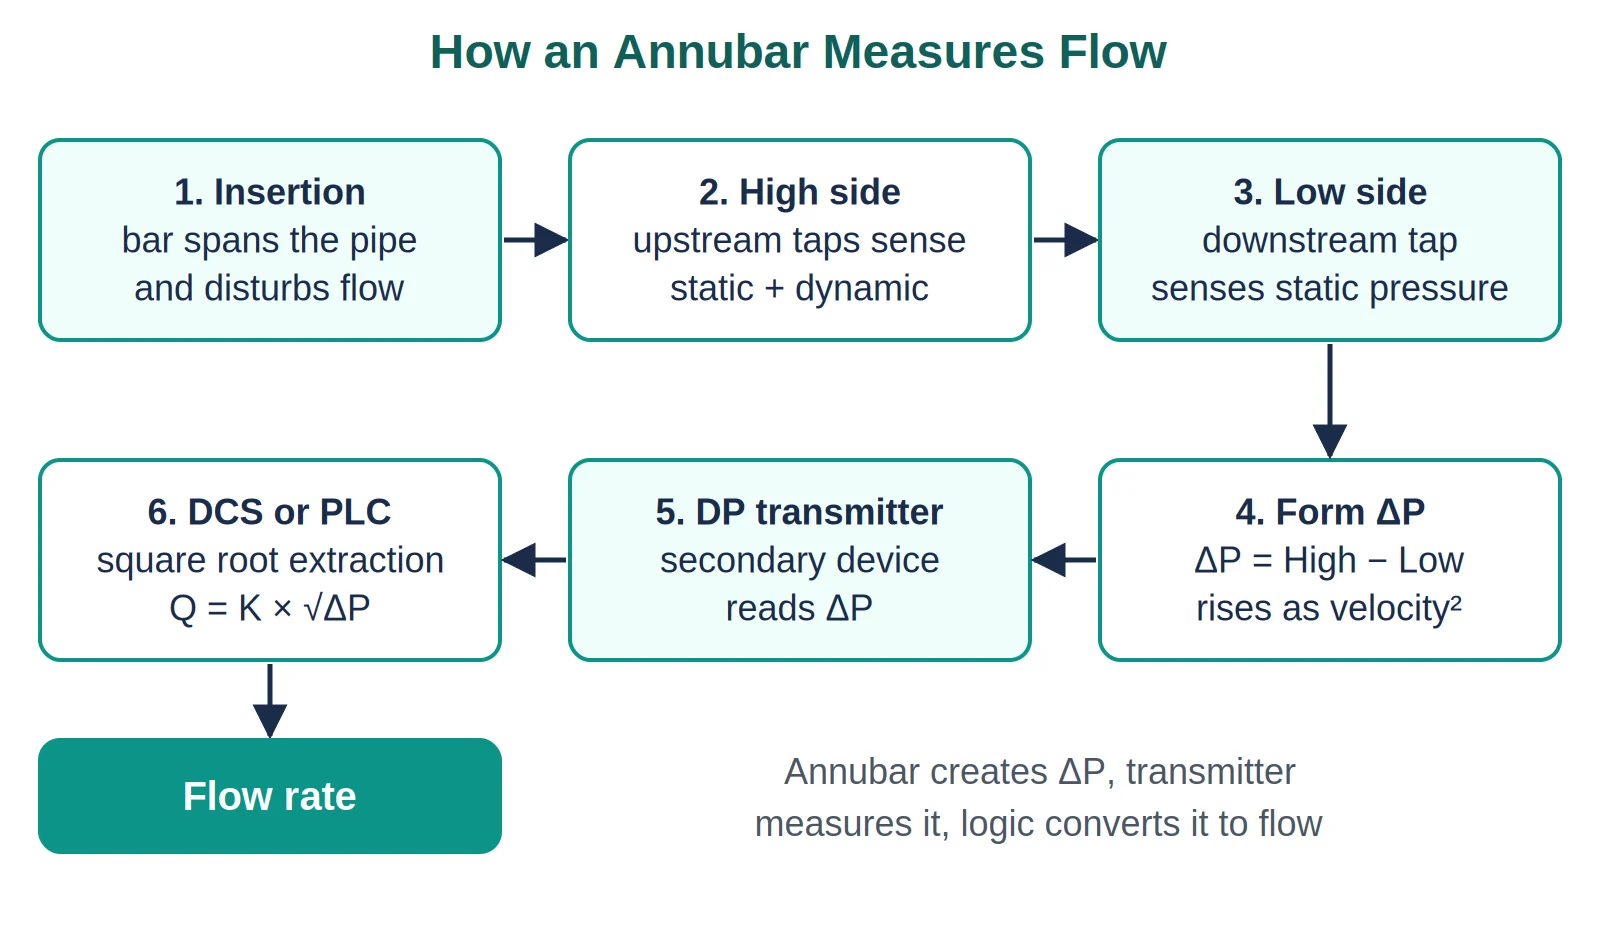 How an Annubar Measures Flow
1. Insertion
bar spans the pipe
and disturbs flow
2. High side
upstream taps sense
static + dynamic
3. Low side
downstream tap
senses static pressure
4. Form ΔP
ΔP = High − Low
rises as velocity²
5. DP transmitter
secondary device
reads ΔP
6. DCS or PLC
square root extraction
Q = K × √ΔP
Flow rate
Annubar creates ΔP, transmitter
measures it, logic converts it to flow